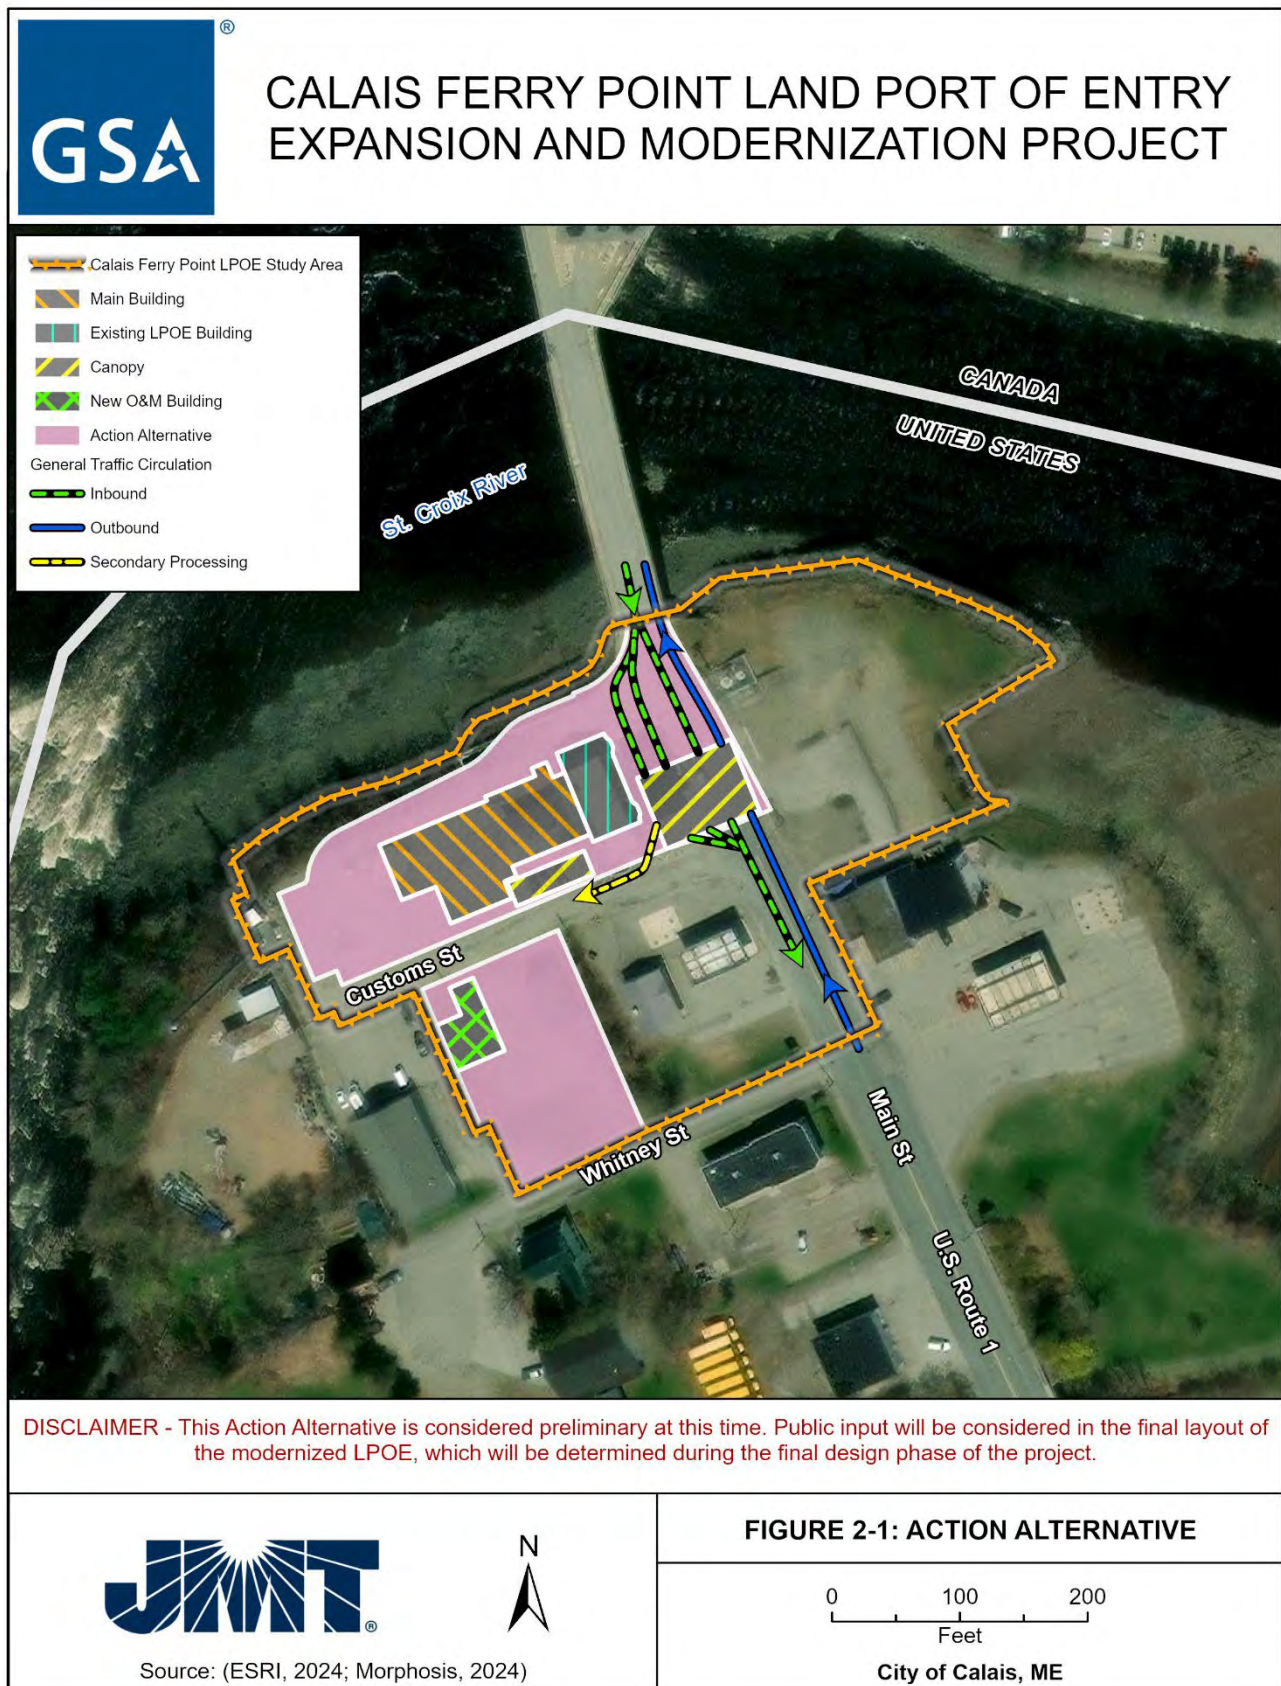 GSA
®
CALAIS FERRY POINT LAND PORT OF ENTRY
EXPANSION AND MODERNIZATION PROJECT
Calais Ferry Point LPOE Study Area
Main Building
Existing LPOE Building
Canopy
New O&M Building
Action Alternative
General Traffic Circulation
Inbound
Outbound
Secondary Processing
CANADA
UNITED STATES
St. Croix River
Customs St
Whitney St
Main St
U.S. Route 1
DISCLAIMER - This Action Alternative is considered preliminary at this time. Public input will be considered in the final layout of
the modernized LPOE, which will be determined during the final design phase of the project.
JMT
®
N
Source: (ESRI, 2024; Morphosis, 2024)
FIGURE 2-1: ACTION ALTERNATIVE
0 100 200
Feet
City of Calais, ME